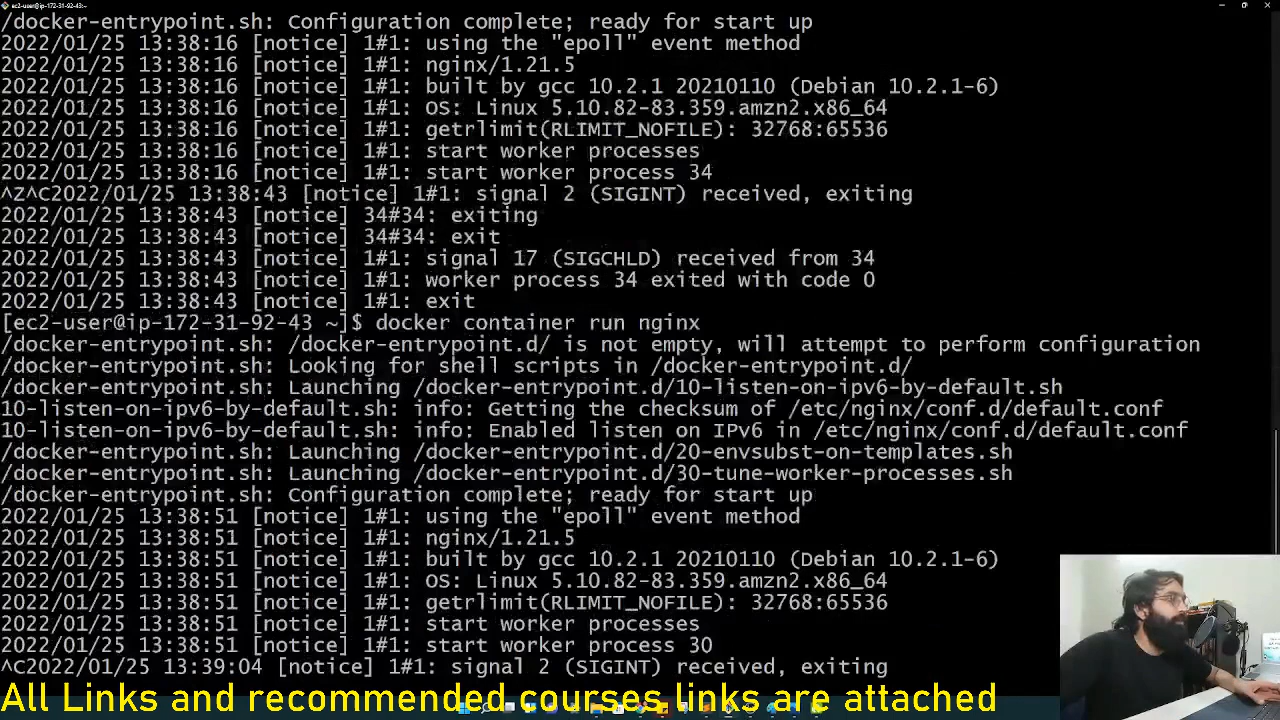 ec2-user@ip-172-31-92-43:~
/docker-entrypoint.sh: Configuration complete; ready for start up
2022/01/25 13:38:16 [notice] 1#1: using the "epoll" event method
2022/01/25 13:38:16 [notice] 1#1: nginx/1.21.5
2022/01/25 13:38:16 [notice] 1#1: built by gcc 10.2.1 20210110 (Debian 10.2.1-6)
2022/01/25 13:38:16 [notice] 1#1: OS: Linux 5.10.82-83.359.amzn2.x86_64
2022/01/25 13:38:16 [notice] 1#1: getrlimit(RLIMIT_NOFILE): 32768:65536
2022/01/25 13:38:16 [notice] 1#1: start worker processes
2022/01/25 13:38:16 [notice] 1#1: start worker process 34
^Z^C2022/01/25 13:38:43 [notice] 1#1: signal 2 (SIGINT) received, exiting
2022/01/25 13:38:43 [notice] 34#34: exiting
2022/01/25 13:38:43 [notice] 34#34: exit
2022/01/25 13:38:43 [notice] 1#1: signal 17 (SIGCHLD) received from 34
2022/01/25 13:38:43 [notice] 1#1: worker process 34 exited with code 0
2022/01/25 13:38:43 [notice] 1#1: exit
[ec2-user@ip-172-31-92-43 ~]$ docker container run nginx
/docker-entrypoint.sh: /docker-entrypoint.d/ is not empty, will attempt to perform configuration
/docker-entrypoint.sh: Looking for shell scripts in /docker-entrypoint.d/
/docker-entrypoint.sh: Launching /docker-entrypoint.d/10-listen-on-ipv6-by-default.sh
10-listen-on-ipv6-by-default.sh: info: Getting the checksum of /etc/nginx/conf.d/default.conf
10-listen-on-ipv6-by-default.sh: info: Enabled listen on IPv6 in /etc/nginx/conf.d/default.conf
/docker-entrypoint.sh: Launching /docker-entrypoint.d/20-envsubst-on-templates.sh
/docker-entrypoint.sh: Launching /docker-entrypoint.d/30-tune-worker-processes.sh
/docker-entrypoint.sh: Configuration complete; ready for start up
2022/01/25 13:38:51 [notice] 1#1: using the "epoll" event method
2022/01/25 13:38:51 [notice] 1#1: nginx/1.21.5
2022/01/25 13:38:51 [notice] 1#1: built by gcc 10.2.1 20210110 (Debian 10.2.1-6)
2022/01/25 13:38:51 [notice] 1#1: OS: Linux 5.10.82-83.359.amzn2.x86_64
2022/01/25 13:38:51 [notice] 1#1: getrlimit(RLIMIT_NOFILE): 32768:65536
2022/01/25 13:38:51 [notice] 1#1: start worker processes
2022/01/25 13:38:51 [notice] 1#1: start worker process 30
^C2022/01/25 13:39:04 [notice] 1#1: signal 2 (SIGINT) received, exiting
All Links and recommended courses links are attached